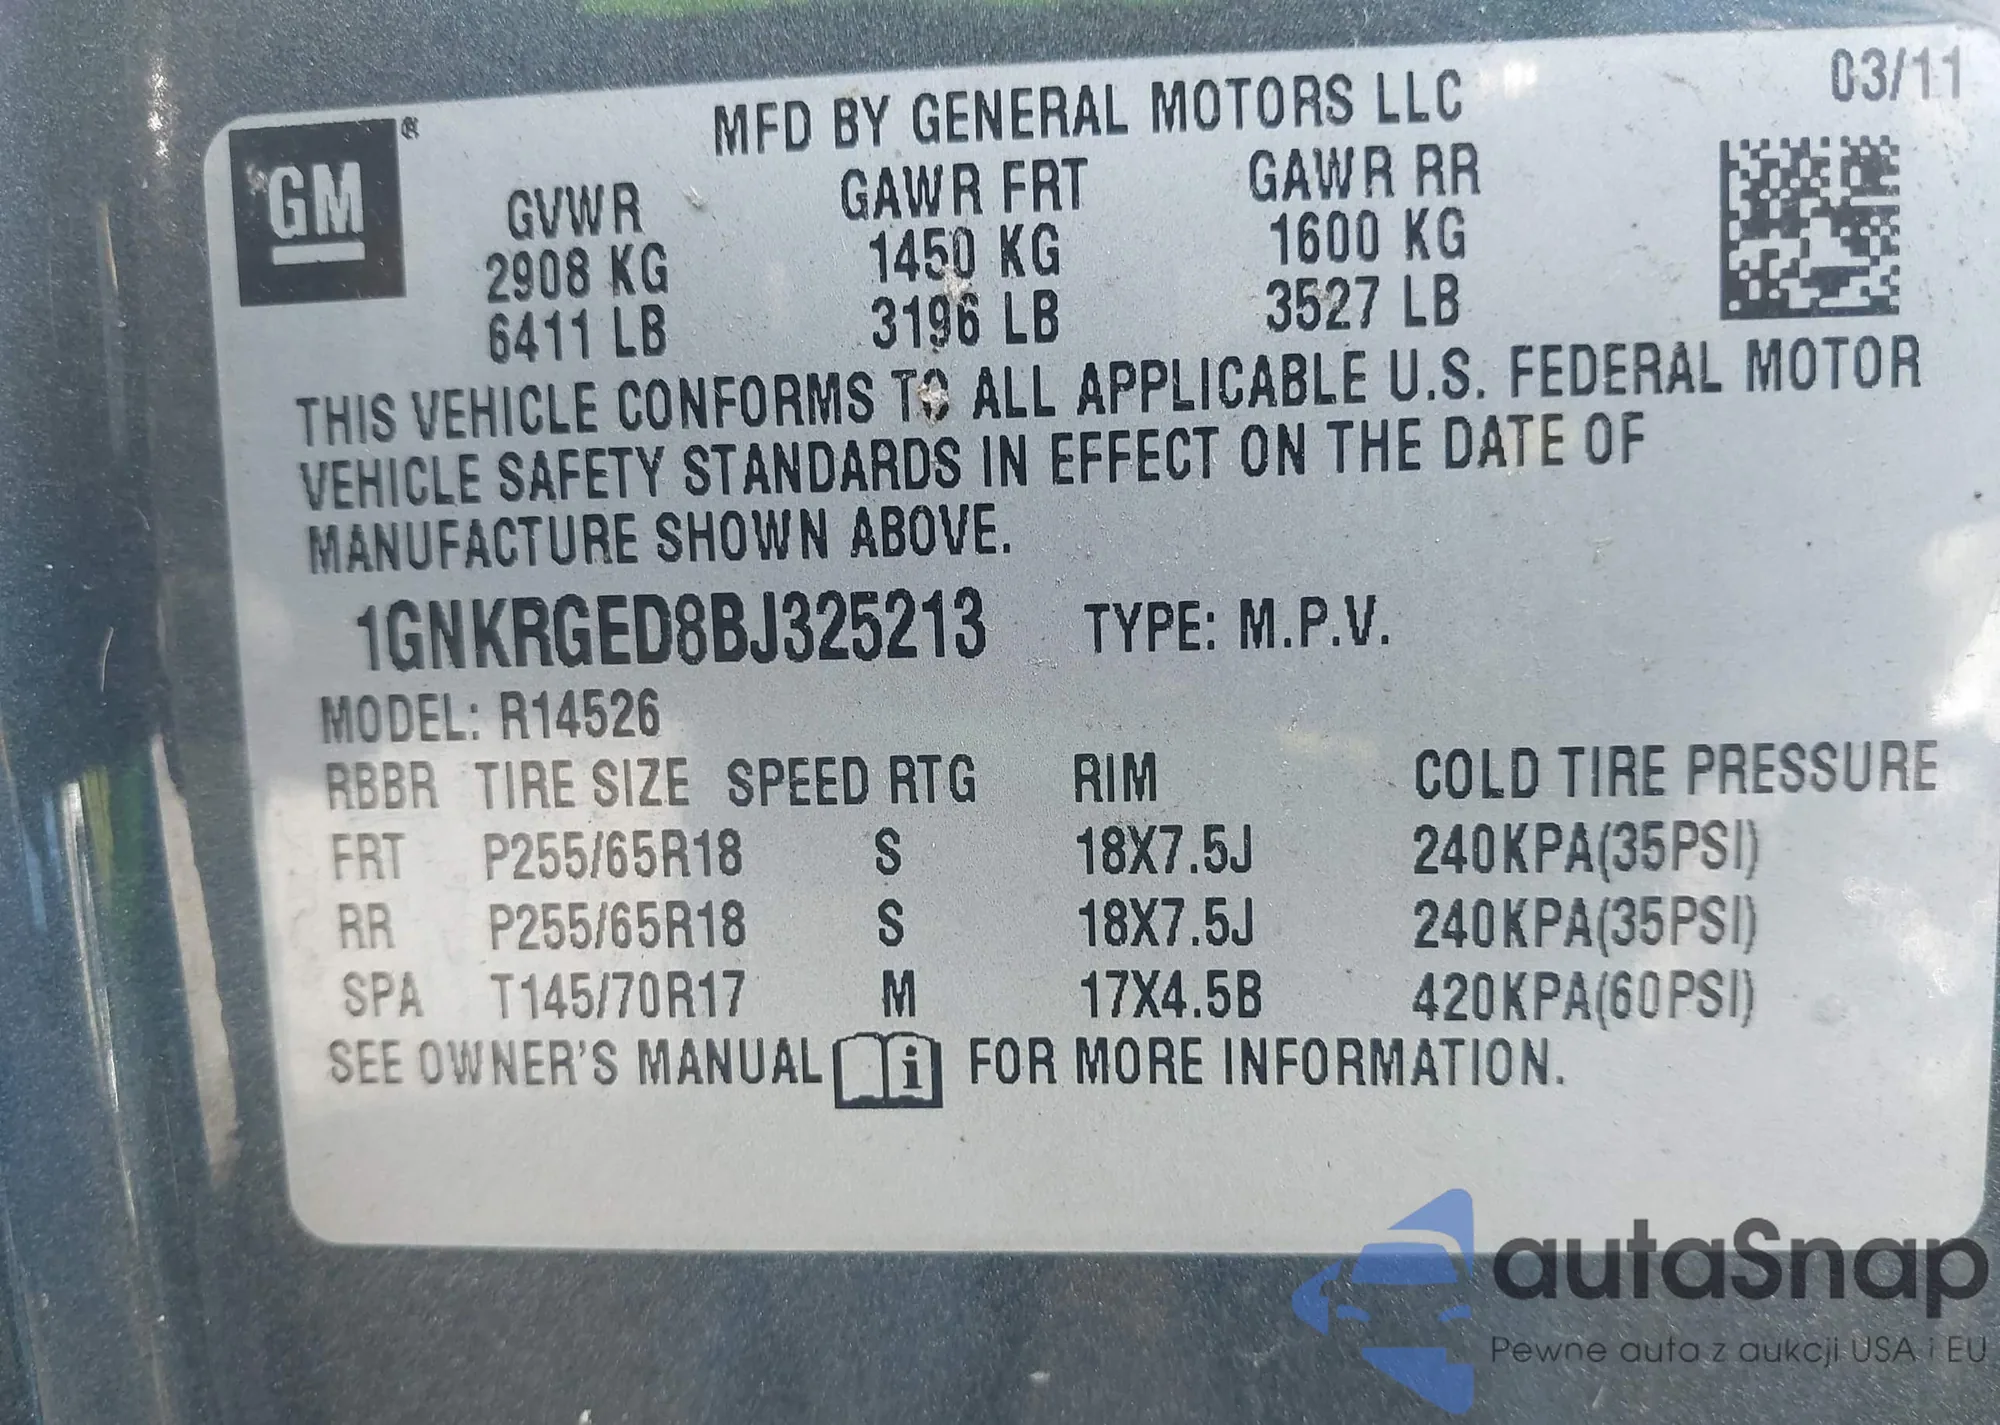 03/11
MFD BY GENERAL MOTORS LLC
GM®
GVWR GAWR FRT GAWR RR
2908 KG 1450 KG 1600 KG
6411 LB 3196 LB 3527 LB
THIS VEHICLE CONFORMS TO ALL APPLICABLE U.S. FEDERAL MOTOR
VEHICLE SAFETY STANDARDS IN EFFECT ON THE DATE OF
MANUFACTURE SHOWN ABOVE.
1GNKRGED8BJ325213 TYPE: M.P.V.
MODEL: R14526
RBBR TIRE SIZE SPEED RTG RIM COLD TIRE PRESSURE
FRT P255/65R18 S 18X7.5J 240KPA(35PSI)
RR P255/65R18 S 18X7.5J 240KPA(35PSI)
SPA T145/70R17 M 17X4.5B 420KPA(60PSI)
SEE OWNER'S MANUAL i FOR MORE INFORMATION.
autaSnap
Pewne auta z aukcji USA i EU